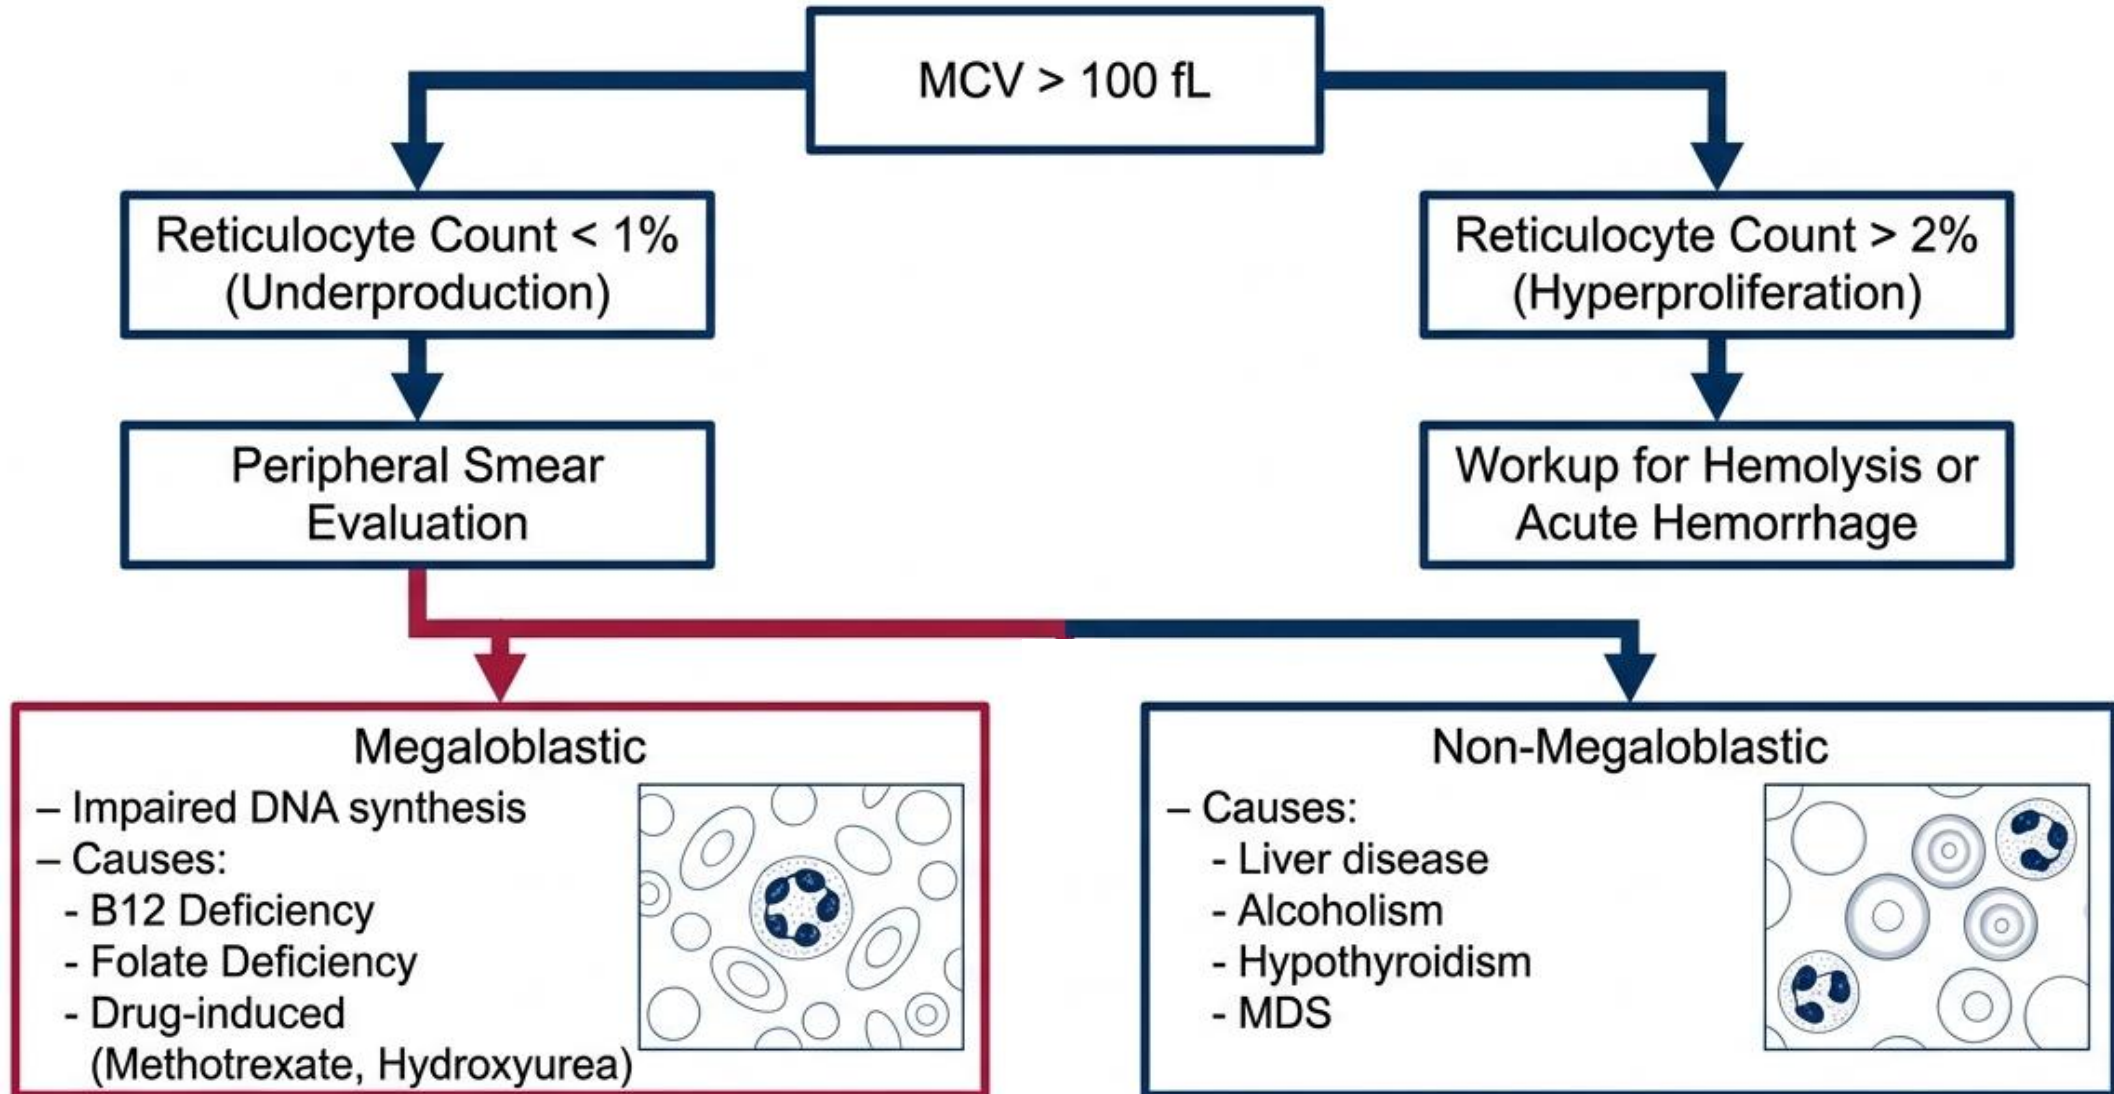 MCV > 100 fL
Reticulocyte Count < 1%
(Underproduction)
Reticulocyte Count > 2%
(Hyperproliferation)
Peripheral Smear
Evaluation
Workup for Hemolysis or
Acute Hemorrhage
Megaloblastic
– Impaired DNA synthesis
– Causes:
- B12 Deficiency
- Folate Deficiency
- Drug-induced
(Methotrexate, Hydroxyurea)
Non-Megaloblastic
– Causes:
- Liver disease
- Alcoholism
- Hypothyroidism
- MDS